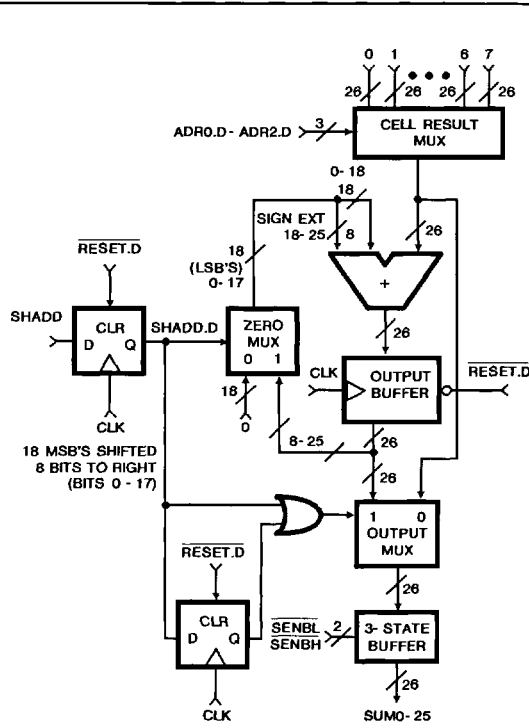 0 1 6 7
26 26 26 26
ADR0.D - ADR2.D
3
CELL RESULT
MUX
0-18
18
SIGN EXT
18-25
8
26
18
(LSB'S)
0-17
RESET.D
SHADD
CLR
D Q
SHADD.D
ZERO
MUX
0 1
+
26
CLK
OUTPUT
BUFFER
RESET.D
CLK
18
0
8-25
26
18 MSB'S SHIFTED
8 BITS TO RIGHT
(BITS 0 - 17)
26
1 0
OUTPUT
MUX
RESET.D
26
CLR
D Q
SENBL
SENBH
2
3-STATE
BUFFER
26
CLK
SUM0-25